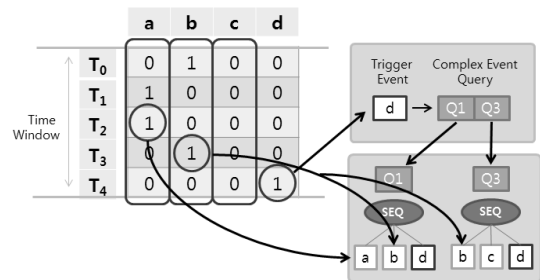 a b c d
T0 0 1 0 0
T1 1 0 0 0
T2 1 0 0 0
T3 0 1 0 0
T4 0 0 0 1
Time
Window
Trigger
Event
Complex Event
Query
d Q1 Q3
Q1 Q3
SEQ SEQ
a b d b c d